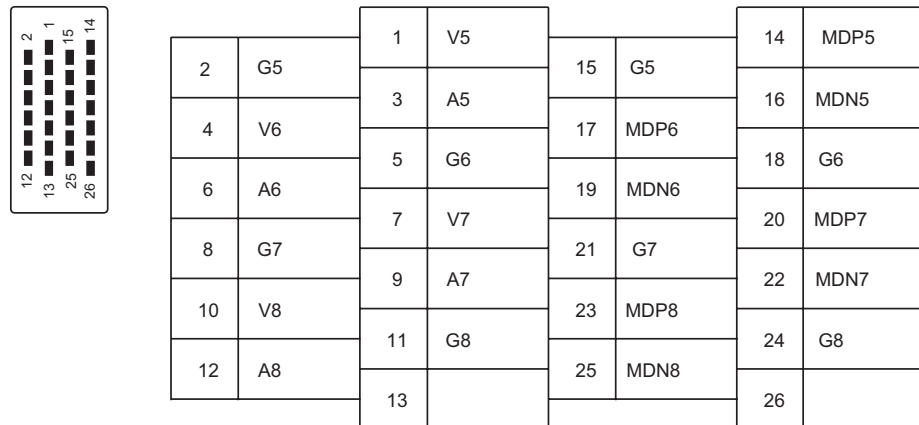 2 1 15 14
12 13 25 26
1 V5
14 MDP5
2 G5
15 G5
3 A5
16 MDN5
4 V6
17 MDP6
5 G6
18 G6
6 A6
19 MDN6
7 V7
20 MDP7
8 G7
21 G7
9 A7
22 MDN7
10 V8
23 MDP8
11 G8
24 G8
12 A8
25 MDN8
13
26